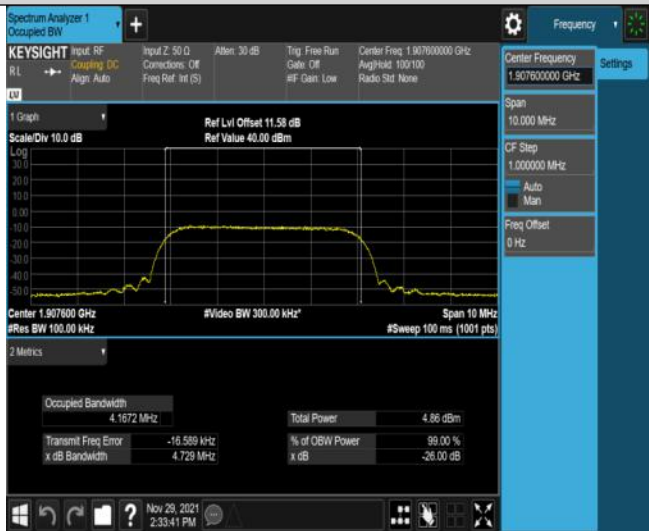 Spectrum Analyzer 1
Occupied BW
+
Frequency
KEYSIGHT
Input: RF
Coupling: DC
Align: Auto
Input Z: 50 Ω
Corrections: Off
Freq Ref: Int (S)
Atten: 30 dB
Trig: Free Run
Gate: Off
#IF Gain: Low
Center Freq: 1.907600000 GHz
Avg|Hold: 100/100
Radio Std: None
R L
LXI
1 Graph
Scale/Div 10.0 dB
Ref Lvl Offset 11.58 dB
Ref Value 40.00 dBm
Log
30.0
20.0
10.0
0.00
-10.0
-20.0
-30.0
-40.0
-50.0
Center 1.907600 GHz
#Video BW 300.00 kHz*
Span 10 MHz
#Res BW 100.00 kHz
#Sweep 100 ms (1001 pts)
2 Metrics
Occupied Bandwidth
4.1672 MHz
Total Power
4.86 dBm
Transmit Freq Error
-16.589 kHz
% of OBW Power
99.00 %
x dB Bandwidth
4.729 MHz
x dB
-26.00 dB
?
Nov 29, 2021
2:33:41 PM
Center Frequency
1.907600000 GHz
Settings
Span
10.000 MHz
CF Step
1.000000 MHz
Auto
Man
Freq Offset
0 Hz